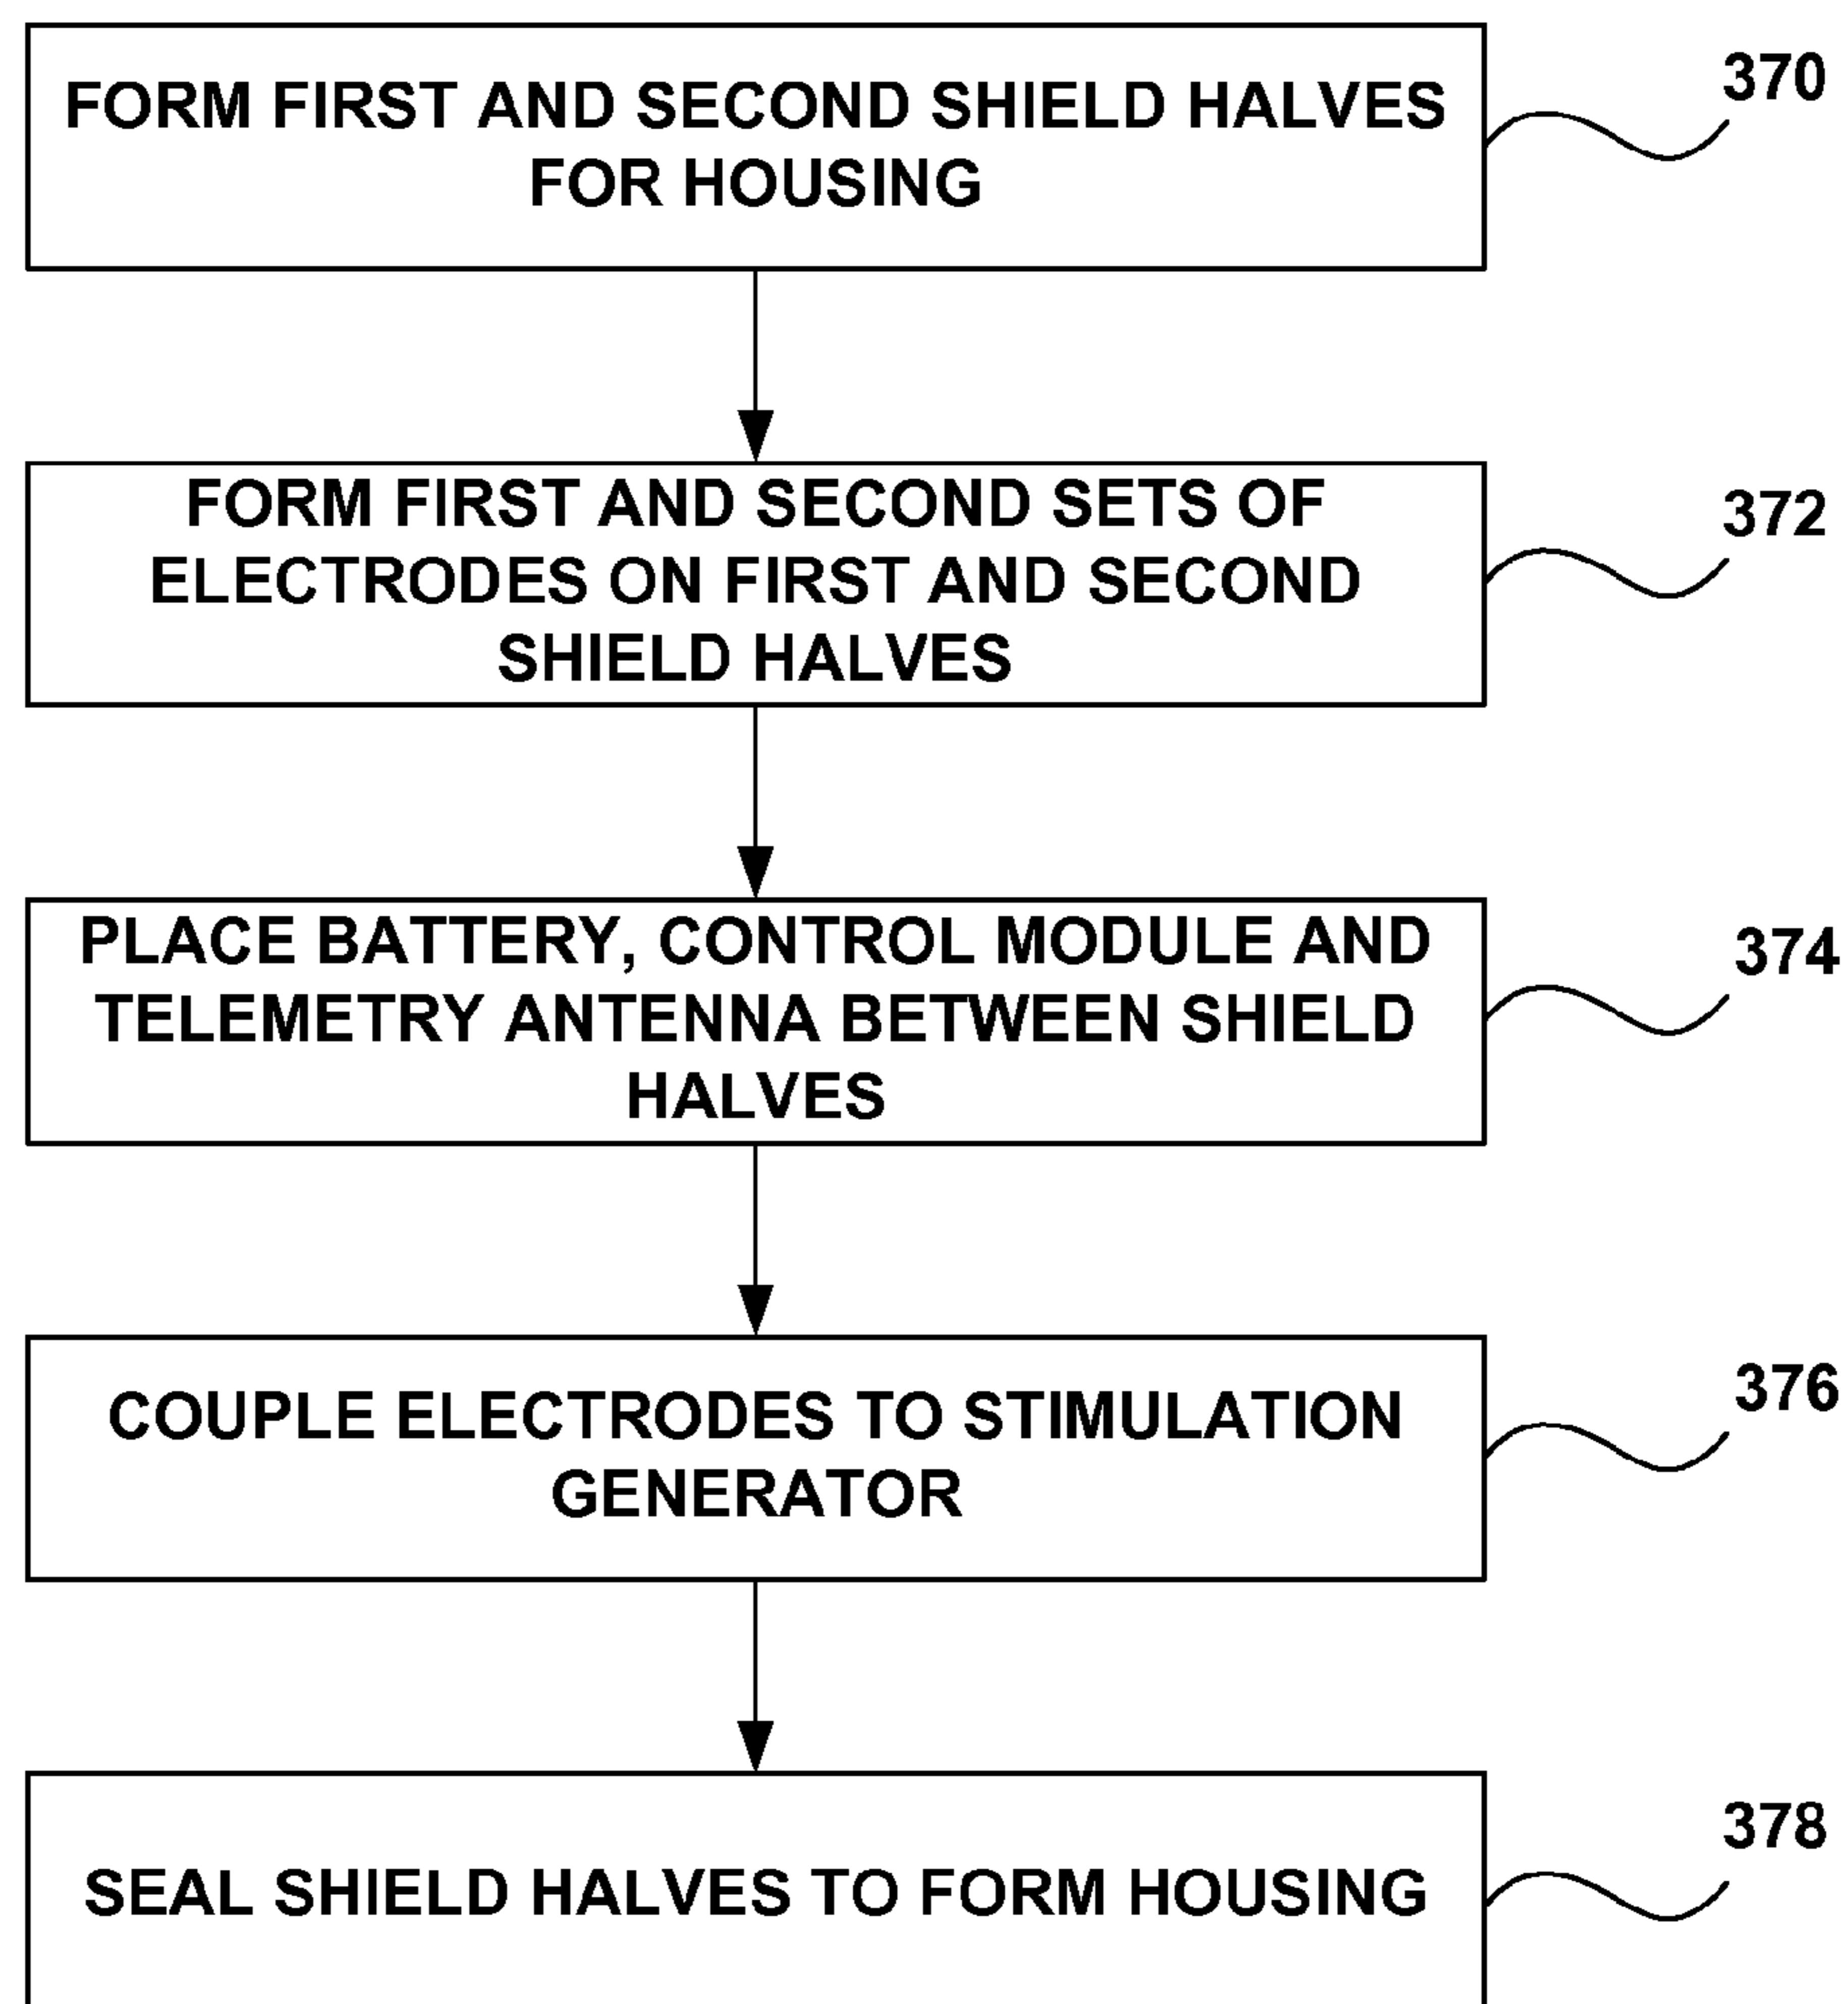 FORM FIRST AND SECOND SHIELD HALVES
FOR HOUSING
370
FORM FIRST AND SECOND SETS OF
ELECTRODES ON FIRST AND SECOND
SHIELD HALVES
372
PLACE BATTERY, CONTROL MODULE AND
TELEMETRY ANTENNA BETWEEN SHIELD
HALVES
374
COUPLE ELECTRODES TO STIMULATION
GENERATOR
376
SEAL SHIELD HALVES TO FORM HOUSING
378